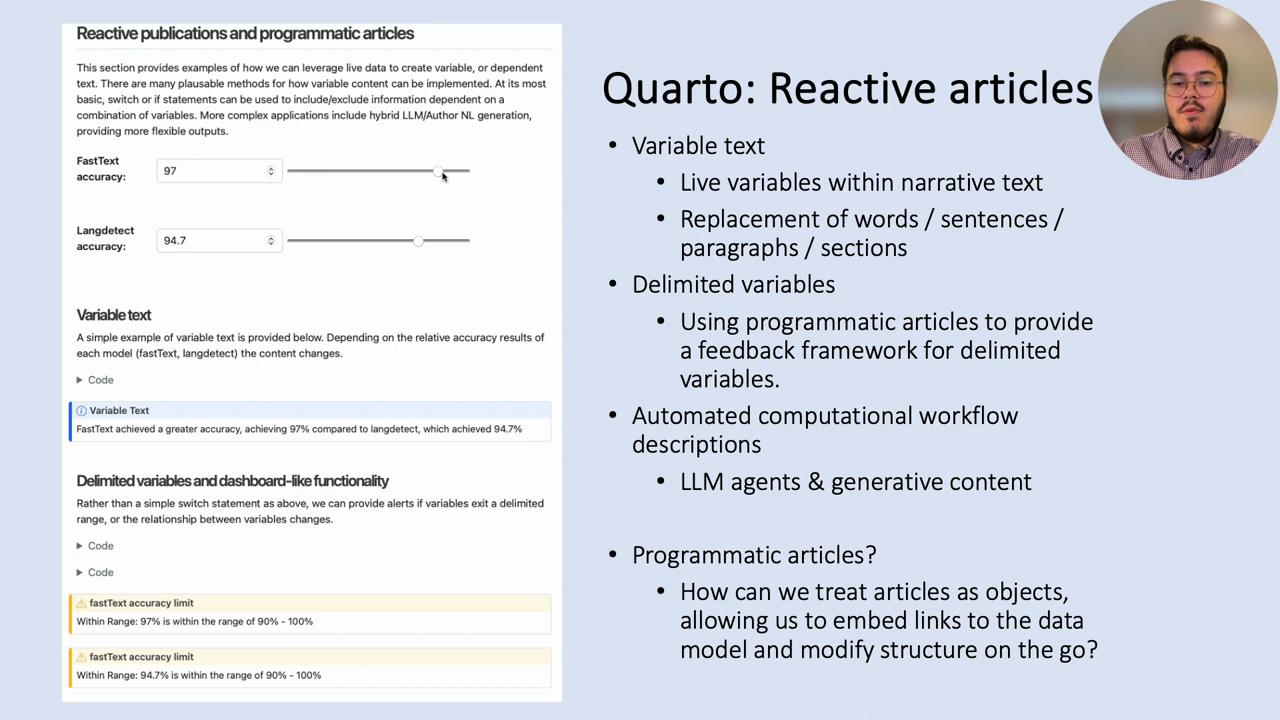 Reactive publications and programmatic articles
This section provides examples of how we can leverage live data to create variable, or dependent
text. There are many plausable methods for how variable content can be implemented. At its most
basic, switch or if statements can be used to include/exclude information dependent on a
combination of variables. More complex applications include hybrid LLM/Author NL generation,
providing more flexible outputs.
FastText
accuracy:
97
Langdetect
accuracy:
94.7
Variable text
A simple example of variable text is provided below. Depending on the relative accuracy results of
each model (fastText, langdetect) the content changes.
Code
Variable Text
FastText achieved a greater accuracy, achieving 97% compared to langdetect, which achieved 94.7%
Delimited variables and dashboard-like functionality
Rather than a simple switch statement as above, we can provide alerts if variables exit a delimited
range, or the relationship between variables changes.
Code
Code
fastText accuracy limit
Within Range: 97% is within the range of 90% - 100%
fastText accuracy limit
Within Range: 94.7% is within the range of 90% - 100%
Quarto: Reactive articles
• Variable text
• Live variables within narrative text
• Replacement of words / sentences /
paragraphs / sections
• Delimited variables
• Using programmatic articles to provide
a feedback framework for delimited
variables.
• Automated computational workflow
descriptions
• LLM agents & generative content
• Programmatic articles?
• How can we treat articles as objects,
allowing us to embed links to the data
model and modify structure on the go?